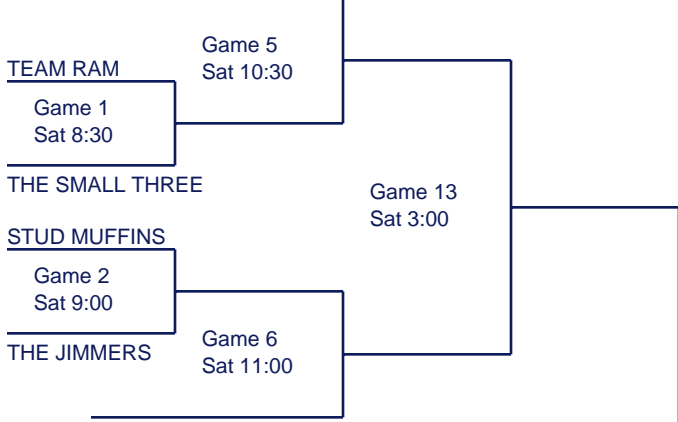 Game 5
Sat 10:30
TEAM RAM
Game 1
Sat 8:30
THE SMALL THREE
Game 13
Sat 3:00
STUD MUFFINS
Game 2
Sat 9:00
THE JIMMERS
Game 6
Sat 11:00